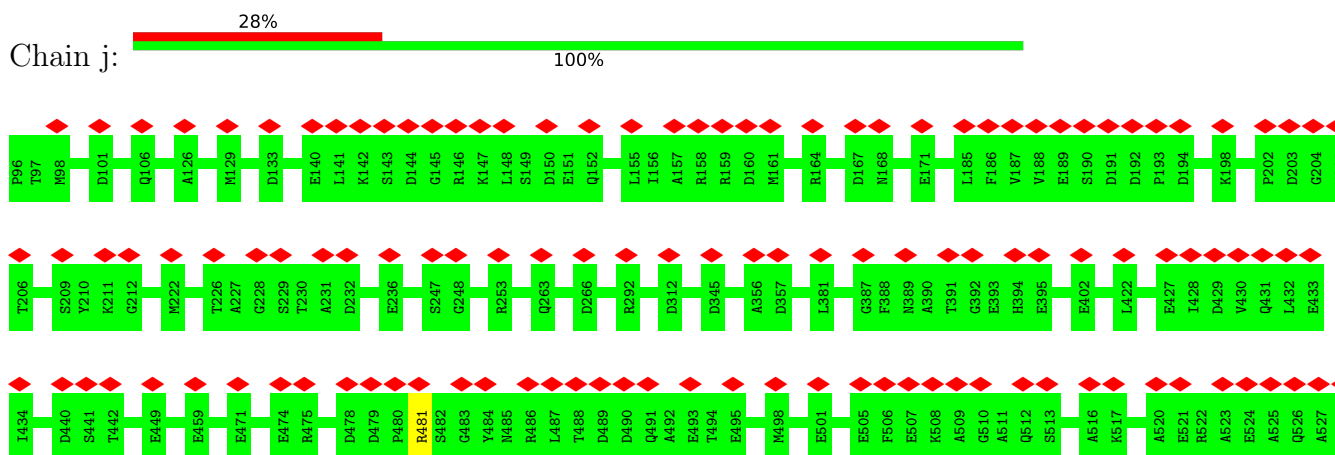 28%
Chain j:
100%
P96 T97 M98 D101 Q106 A126 M129 D133 E140 L141 K142 S143 D144 G145 R146 K147 L148 S149 D150 E151 Q152 L155 I156 A157 R158 R159 D160 M161 R164 D167 N168 E171 L185 F186 V187 V188 E189 S190 D191 D192 P193 D194 K198 P202 D203 G204
T206 S209 Y210 K211 G212 M222 T226 A227 G228 S229 T230 A231 D232 E236 S247 G248 R253 Q263 D266 R292 D312 D345 A356 D357 L381 G387 F388 N389 A390 T391 G392 E393 H394 E395 E402 L422 E427 I428 D429 V430 Q431 L432 E433
I434 D440 S441 T442 E449 E459 E471 E474 R475 D478 D479 P480 R481 S482 G483 Y484 N485 R486 L487 T488 D489 D490 Q491 A492 E493 T494 E495 M498 E501 E505 F506 E507 K508 A509 G510 A511 Q512 S513 A516 K517 A520 E521 R522 A523 E524 A525 Q526 A527